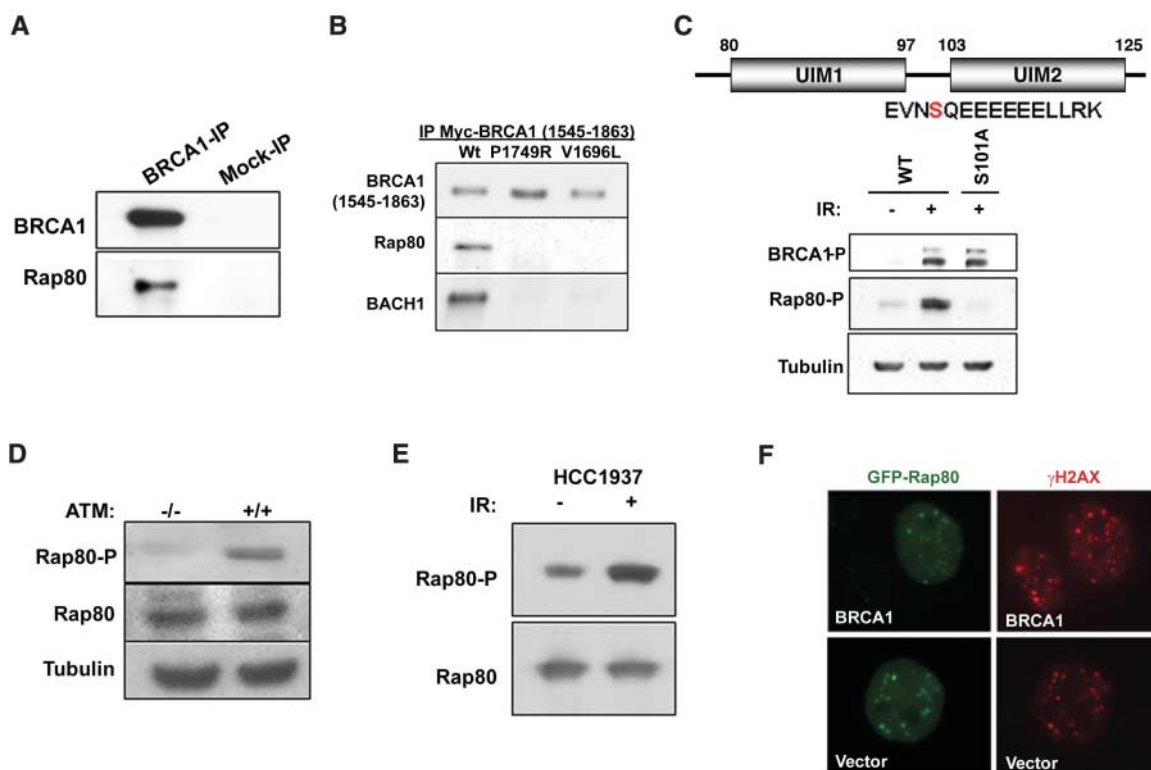 A
BRCA1-IP
Mock-IP
BRCA1
Rap80
B
IP Myc-BRCA1 (1545-1863)
Wt P1749R V1696L
BRCA1
(1545-1863)
Rap80
BACH1
C
80 97 103 125
UIM1 UIM2
EVNSQEEEEEELLRK
WT S101A
IR: - + +
BRCA1-P
Rap80-P
Tubulin
D
ATM: -/- +/+
Rap80-P
Rap80
Tubulin
E
HCC1937
IR: - +
Rap80-P
Rap80
F
GFP-Rap80 γH2AX
BRCA1 BRCA1
Vector Vector